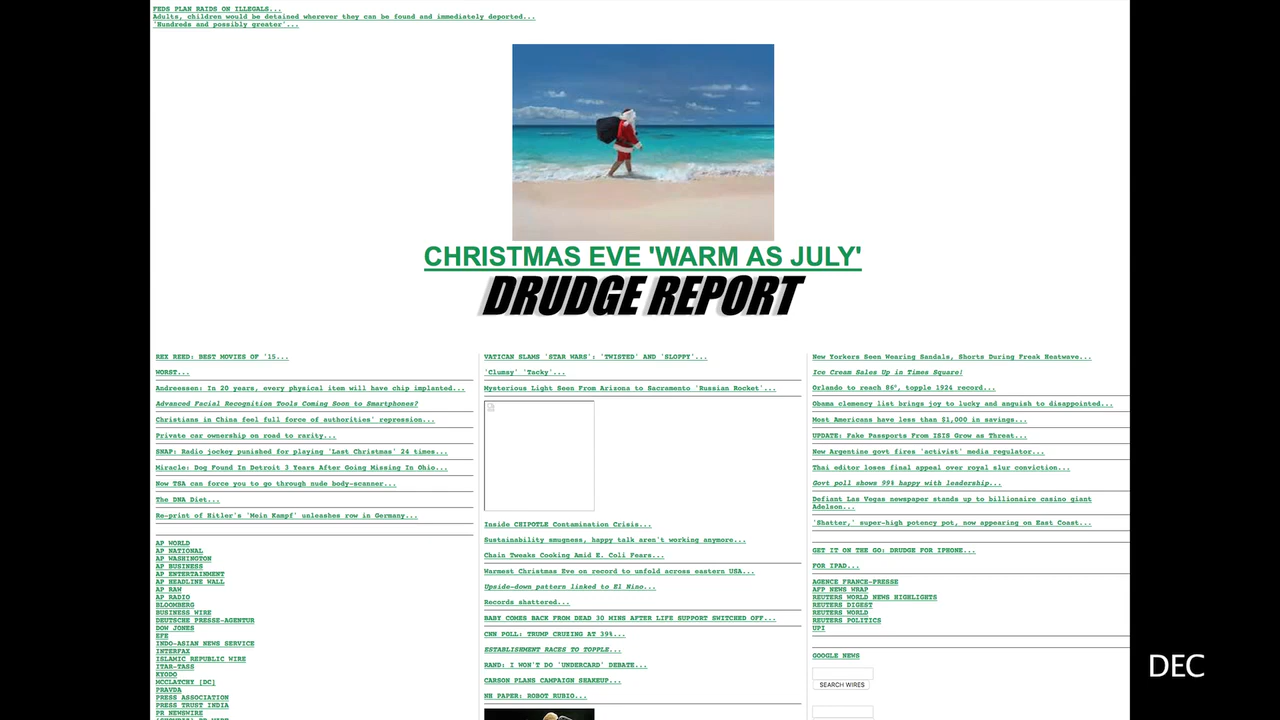 FEDS PLAN RAIDS ON ILLEGALS...
Adults, children would be detained wherever they can be found and immediately deported...
'Hundreds and possibly greater'...
CHRISTMAS EVE 'WARM AS JULY'
DRUDGE REPORT
REX REED: BEST MOVIES OF '15...
WORST...
Andreessen: In 20 years, every physical item will have chip implanted...
Advanced Facial Recognition Tools Coming Soon to Smartphones?
Christians in China feel full force of authorities' repression...
Private car ownership on road to rarity...
SNAP: Radio jockey punished for playing 'Last Christmas' 24 times...
Miracle: Dog Found In Detroit 3 Years After Going Missing In Ohio...
Now TSA can force you to go through nude body-scanner...
The DNA Diet...
Re-print of Hitler's 'Mein Kampf' unleashes row in Germany...
AP WORLD
AP NATIONAL
AP WASHINGTON
AP BUSINESS
AP ENTERTAINMENT
AP HEADLINE WALL
AP RAW
AP RADIO
BLOOMBERG
BUSINESS WIRE
DEUTSCHE PRESSE-AGENTUR
DOW JONES
EFE
INDO-ASIAN NEWS SERVICE
INTERFAX
ISLAMIC REPUBLIC WIRE
ITAR-TASS
KYODO
MCCLATCHY [DC]
PRAVDA
PRESS ASSOCIATION
PRESS TRUST INDIA
PR NEWSWIRE
VATICAN SLAMS 'STAR WARS': 'TWISTED' AND 'SLOPPY'...
'Clumsy' 'Tacky'...
Mysterious Light Seen From Arizona to Sacramento 'Russian Rocket'...
Inside CHIPOTLE Contamination Crisis...
Sustainability smugness, happy talk aren't working anymore...
Chain Tweaks Cooking Amid E. Coli Fears...
Warmest Christmas Eve on record to unfold across eastern USA...
Upside-down pattern linked to El Nino...
Records shattered...
BABY COMES BACK FROM DEAD 30 MINS AFTER LIFE SUPPORT SWITCHED OFF...
CNN POLL: TRUMP CRUIING AT 39%...
ESTABLISHMENT RACES TO TOPPLE...
RAND: I WON'T DO 'UNDERCARD' DEBATE...
CARSON PLANS CAMPAIGN SHAKEUP...
NH PAPER: ROBOT RUBIO...
New Yorkers Seen Wearing Sandals, Shorts During Freak Heatwave...
Ice Cream Sales Up in Times Square!
Orlando to reach 86°, topple 1924 record...
Obama clemency list brings joy to lucky and anguish to disappointed...
Most Americans have less than $1,000 in savings...
UPDATE: Fake Passports From ISIS Grow as Threat...
New Argentine govt fires 'activist' media regulator...
Thai editor loses final appeal over royal slur conviction...
Govt poll shows 99% happy with leadership...
Defiant Las Vegas newspaper stands up to billionaire casino giant
Adelson...
'Shatter,' super-high potency pot, now appearing on East Coast...
GET IT ON THE GO: DRUDGE FOR IPHONE...
FOR IPAD...
AGENCE FRANCE-PRESSE
AFP NEWS WRAP
REUTERS WORLD NEWS HIGHLIGHTS
REUTERS DIGEST
REUTERS WORLD
REUTERS POLITICS
UPI
GOOGLE NEWS
SEARCH WIRES
DEC